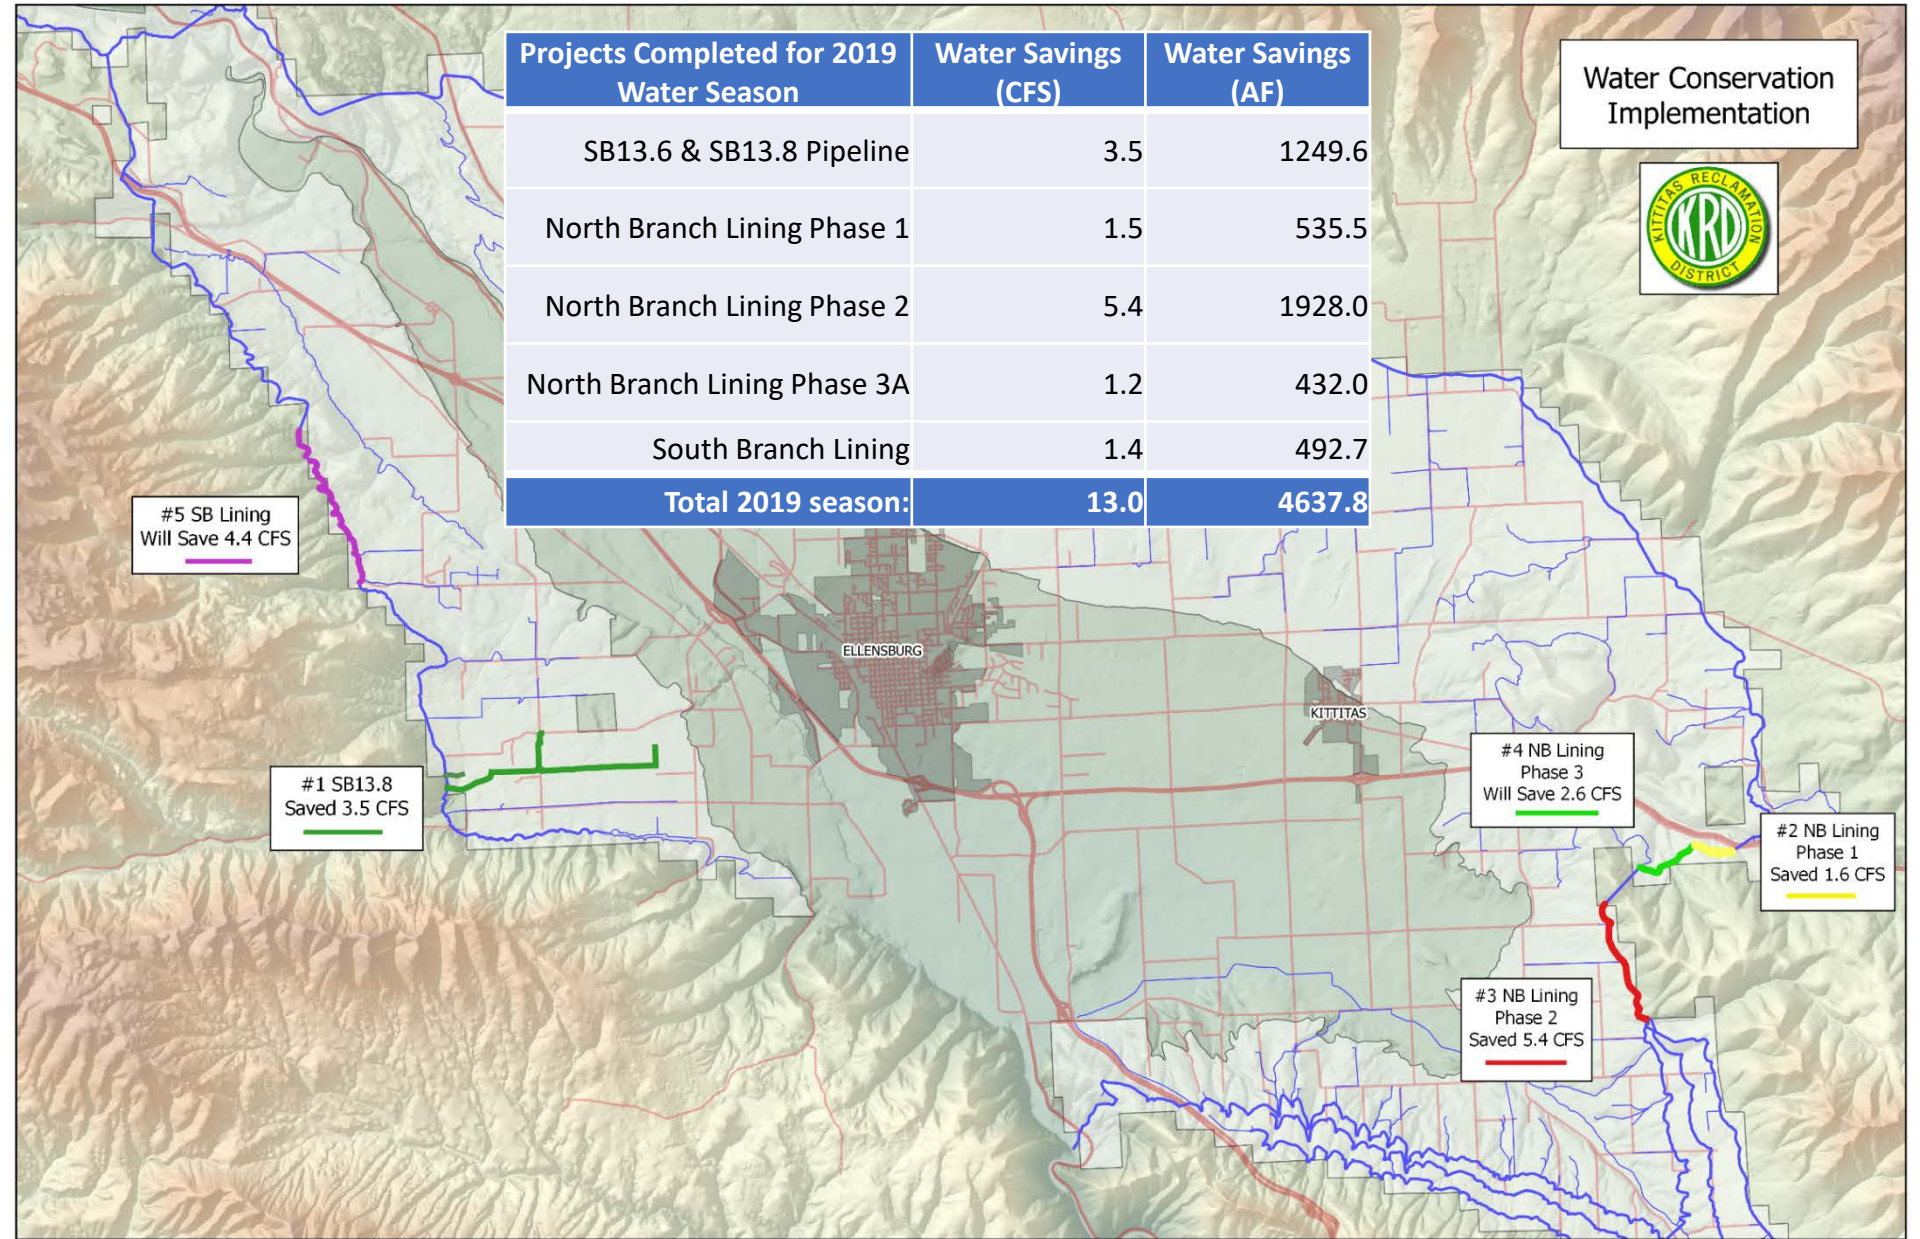 Projects Completed for 2019
Water Season
Water Savings
(CFS)
Water Savings
(AF)
SB13.6 & SB13.8 Pipeline 3.5 1249.6
North Branch Lining Phase 1 1.5 535.5
North Branch Lining Phase 2 5.4 1928.0
North Branch Lining Phase 3A 1.2 432.0
South Branch Lining 1.4 492.7
Total 2019 season: 13.0 4637.8
Water Conservation
Implementation
KITTITAS RECLAMATION
KRD
DISTRICT
#5 SB Lining
Will Save 4.4 CFS
ELLENSBURG
KITTITAS
#1 SB13.8
Saved 3.5 CFS
#4 NB Lining
Phase 3
Will Save 2.6 CFS
#2 NB Lining
Phase 1
Saved 1.6 CFS
#3 NB Lining
Phase 2
Saved 5.4 CFS